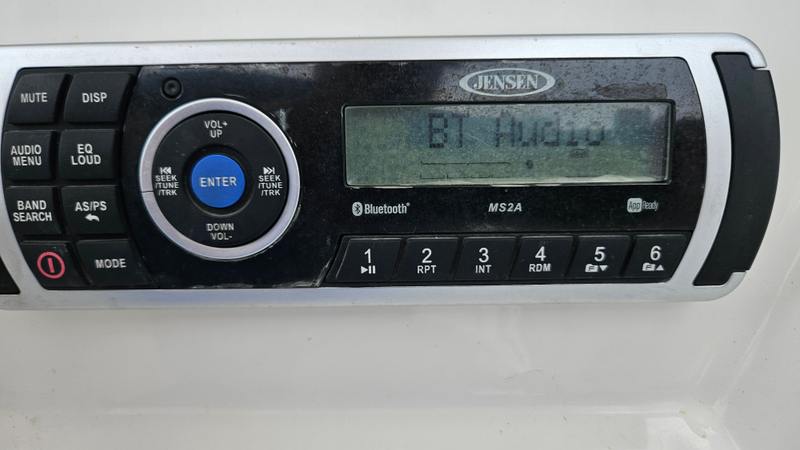 JENSEN
MUTE
DISP
AUDIO
MENU
EQ
LOUD
BAND
SEARCH
AS/PS
MODE
VOL+
UP
SEEK
/TUNE
/TRK
ENTER
SEEK
/TUNE
/TRK
DOWN
VOL-
BT Audio
Bluetooth®
MS2A
App Ready
1
2
RPT
3
INT
4
RDM
5
F
6
F